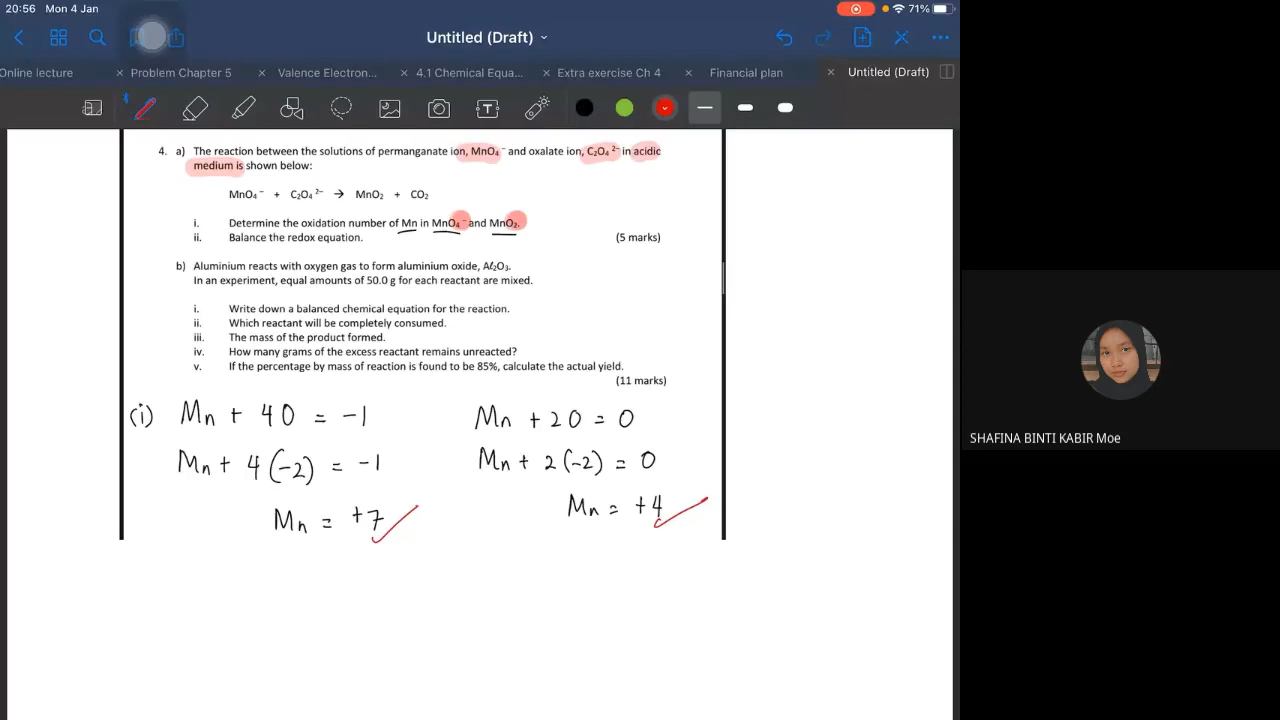 20:56 Mon 4 Jan
71%
Untitled (Draft)
Online lecture
Problem Chapter 5
Valence Electron...
4.1 Chemical Equa...
Extra exercise Ch 4
Financial plan
Untitled (Draft)
4. a) The reaction between the solutions of permanganate ion, MnO₄⁻ and oxalate ion, C₂O₄²⁻ in acidic
medium is shown below:
MnO₄⁻ + C₂O₄²⁻ → MnO₂ + CO₂
i. Determine the oxidation number of Mn in MnO₄⁻ and MnO₂.
ii. Balance the redox equation. (5 marks)
b) Aluminium reacts with oxygen gas to form aluminium oxide, Aℓ₂O₃.
In an experiment, equal amounts of 50.0 g for each reactant are mixed.
i. Write down a balanced chemical equation for the reaction.
ii. Which reactant will be completely consumed.
iii. The mass of the product formed.
iv. How many grams of the excess reactant remains unreacted?
v. If the percentage by mass of reaction is found to be 85%, calculate the actual yield.
(11 marks)
(i) Mn + 4O = -1
Mn + 4(-2) = -1
Mn = +7
Mn + 2O = 0
Mn + 2(-2) = 0
Mn = +4
SHAFINA BINTI KABIR Moe